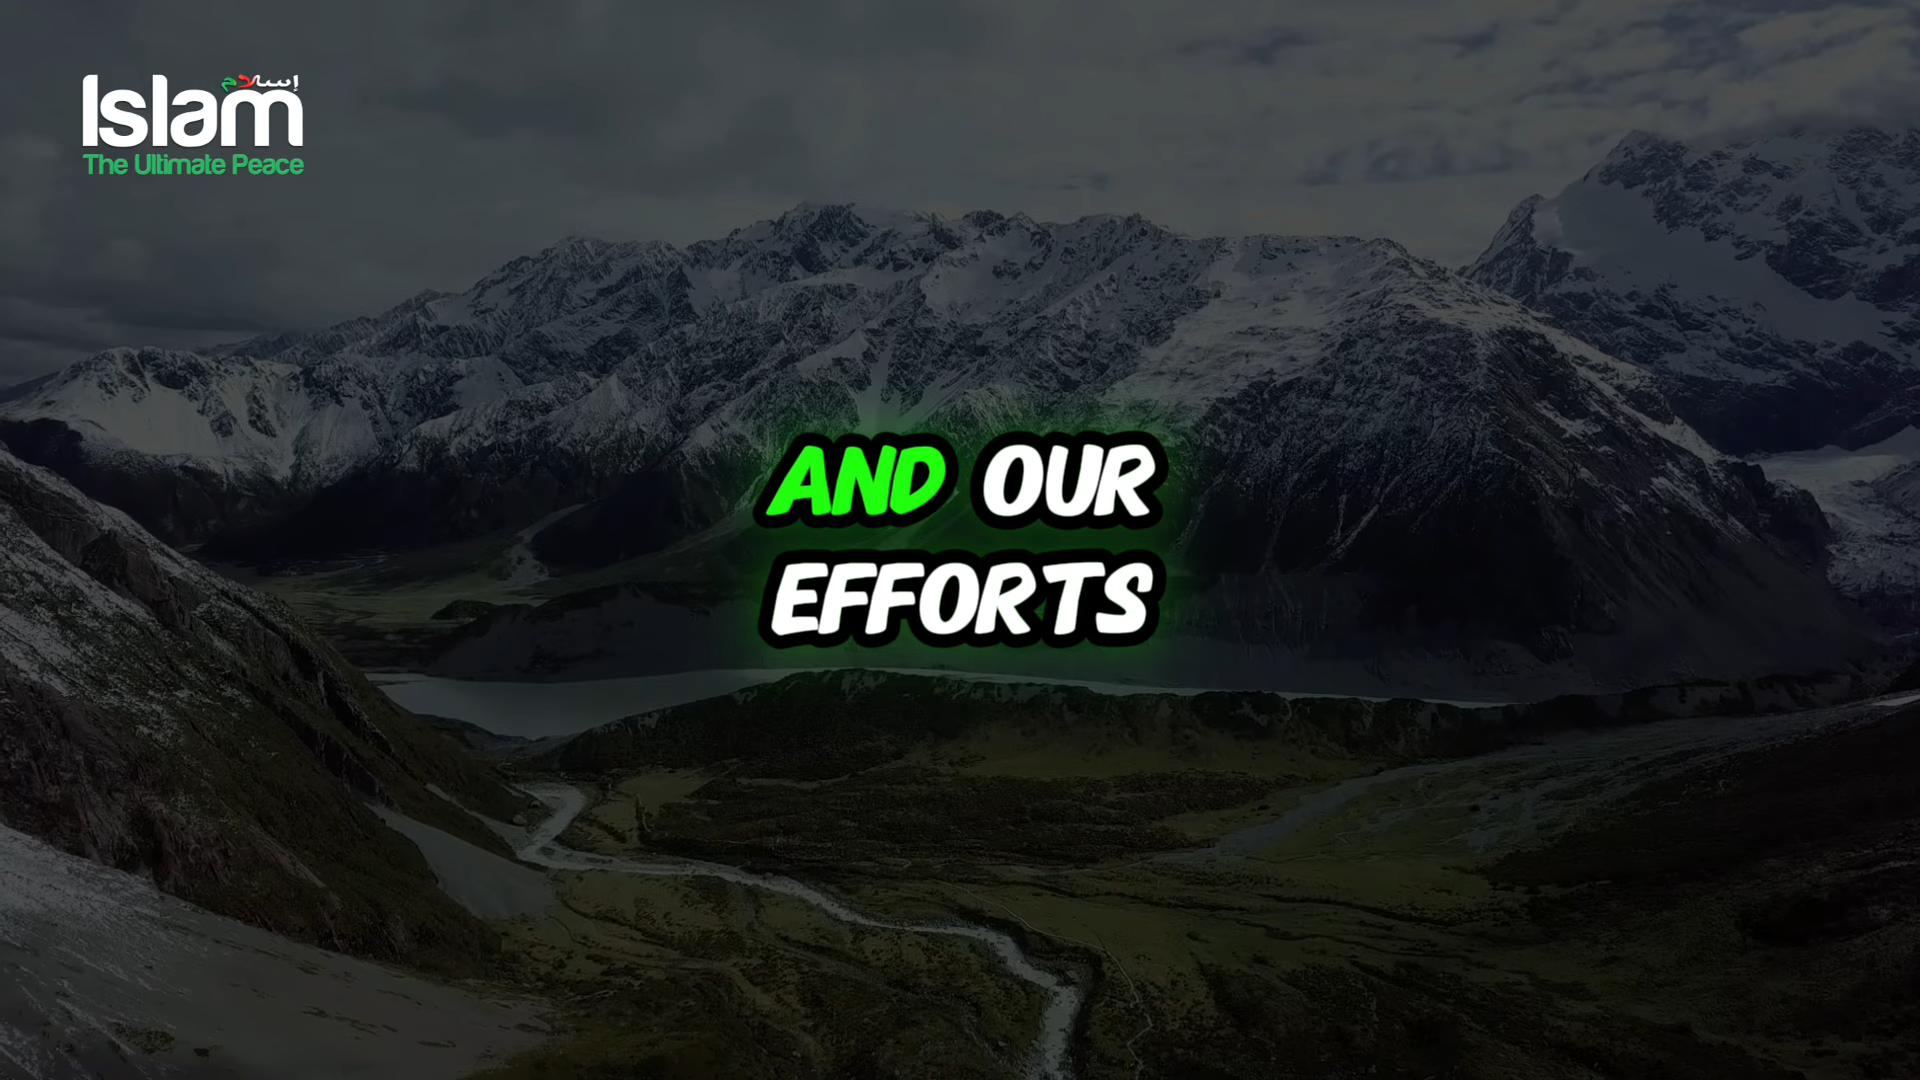 إسلام
Islam
The Ultimate Peace
AND OUR
EFFORTS